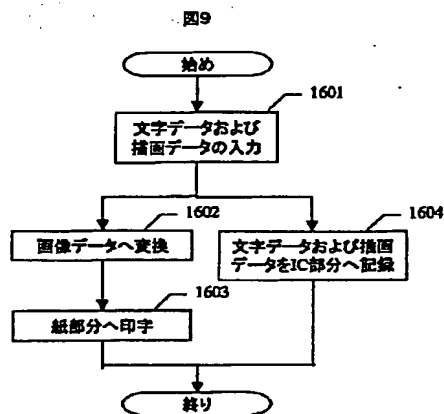 図9
始め
1601
文字データおよび
描画データの入力
1602
画像データへ変換
1604
文字データおよび描画
データをIC部分へ記録
1603
紙部分へ印字
終り